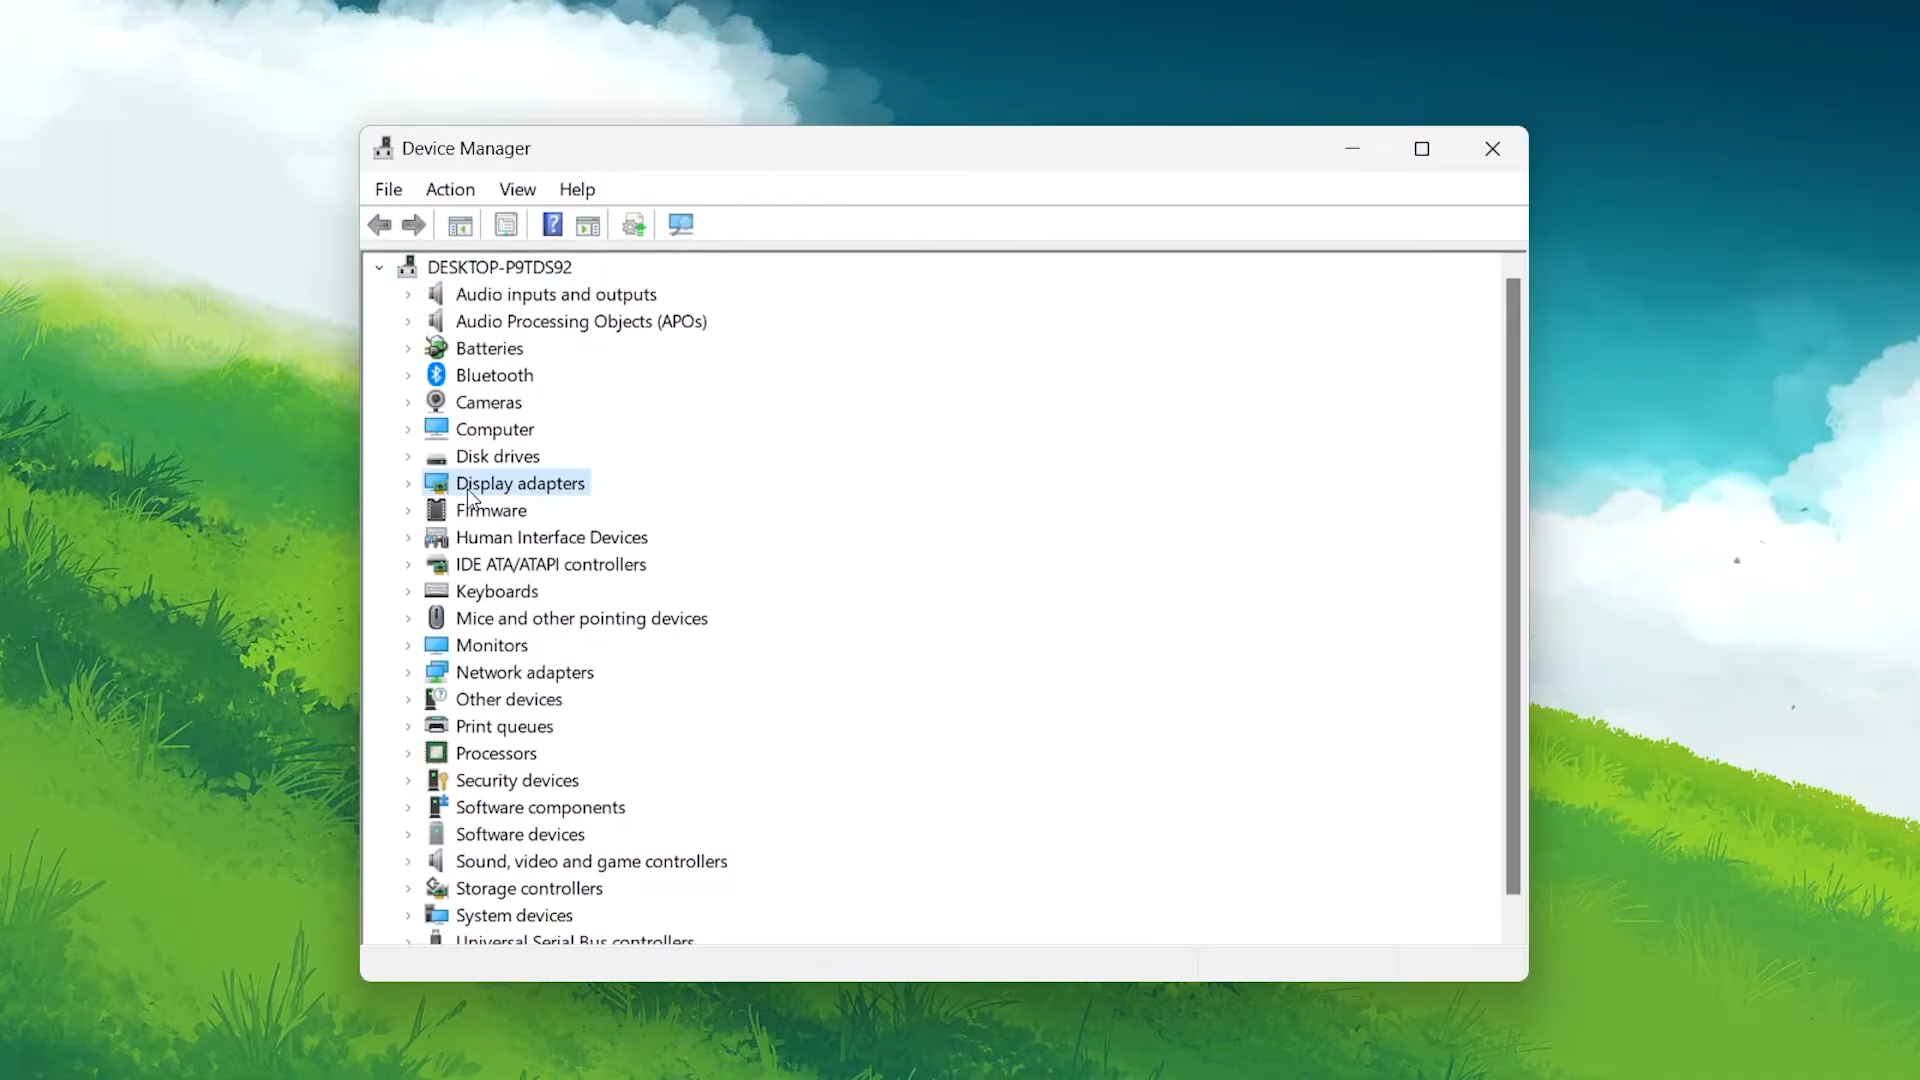 Device Manager
File Action View Help
DESKTOP-P9TDS92
Audio inputs and outputs
Audio Processing Objects (APOs)
Batteries
Bluetooth
Cameras
Computer
Disk drives
Display adapters
Firmware
Human Interface Devices
IDE ATA/ATAPI controllers
Keyboards
Mice and other pointing devices
Monitors
Network adapters
Other devices
Print queues
Processors
Security devices
Software components
Software devices
Sound, video and game controllers
Storage controllers
System devices
Universal Serial Bus controllers